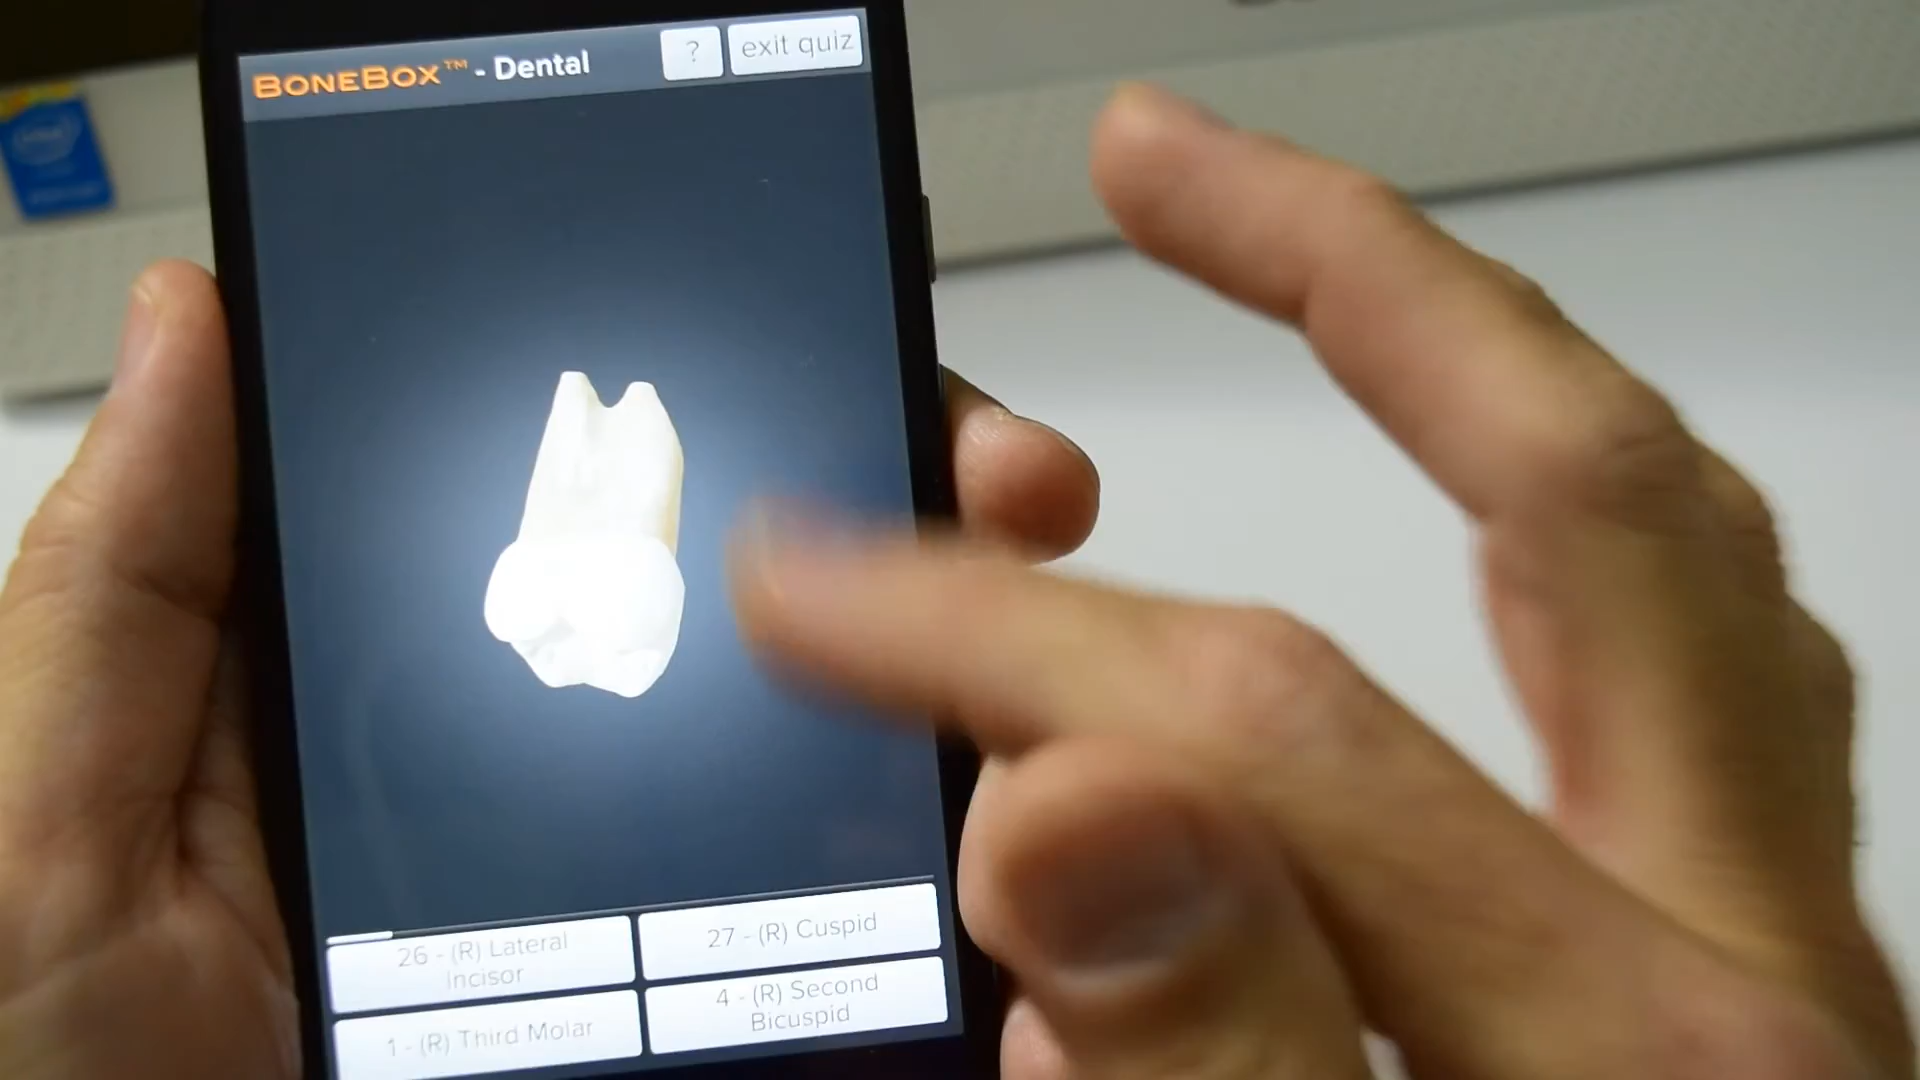 BONEBOX™ - Dental
?
exit quiz
26 - (R) Lateral
Incisor
27 - (R) Cuspid
1 - (R) Third Molar
4 - (R) Second
Bicuspid